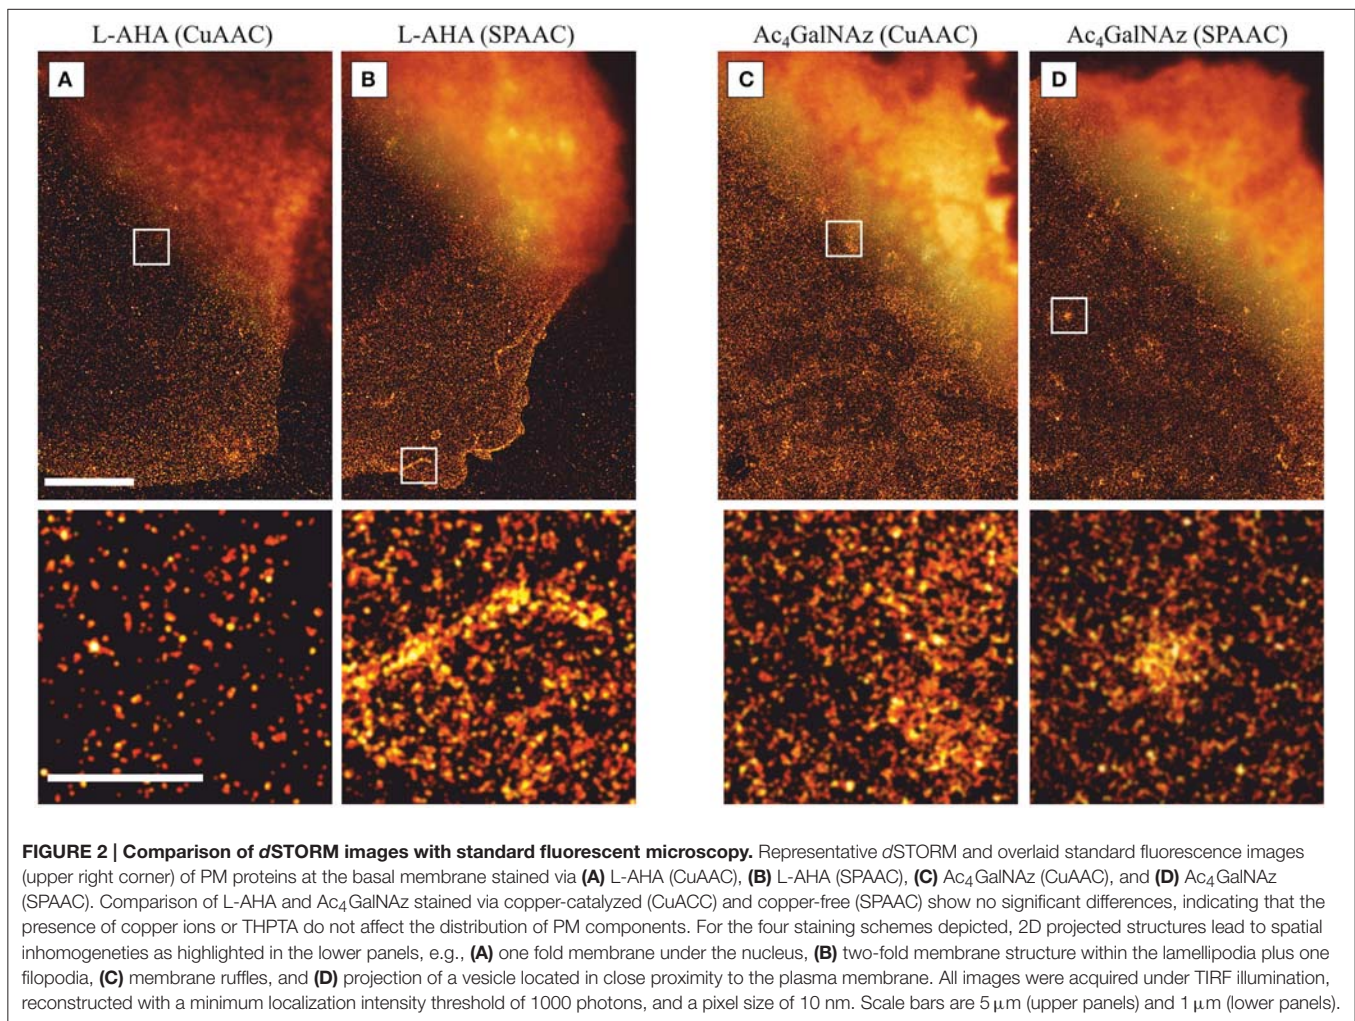 L-AHA (CuAAC)
L-AHA (SPAAC)
Ac₄GalNAz (CuAAC)
Ac₄GalNAz (SPAAC)
A
B
C
D
FIGURE 2 | Comparison of dSTORM images with standard fluorescent microscopy. Representative dSTORM and overlaid standard fluorescence images
(upper right corner) of PM proteins at the basal membrane stained via (A) L-AHA (CuAAC), (B) L-AHA (SPAAC), (C) Ac₄GalNAz (CuAAC), and (D) Ac₄GalNAz
(SPAAC). Comparison of L-AHA and Ac₄GalNAz stained via copper-catalyzed (CuACC) and copper-free (SPAAC) show no significant differences, indicating that the
presence of copper ions or THPTA do not affect the distribution of PM components. For the four staining schemes depicted, 2D projected structures lead to spatial
inhomogeneties as highlighted in the lower panels, e.g., (A) one fold membrane under the nucleus, (B) two-fold membrane structure within the lamellipodia plus one
filopodia, (C) membrane ruffles, and (D) projection of a vesicle located in close proximity to the plasma membrane. All images were acquired under TIRF illumination,
reconstructed with a minimum localization intensity threshold of 1000 photons, and a pixel size of 10 nm. Scale bars are 5 μm (upper panels) and 1 μm (lower panels).